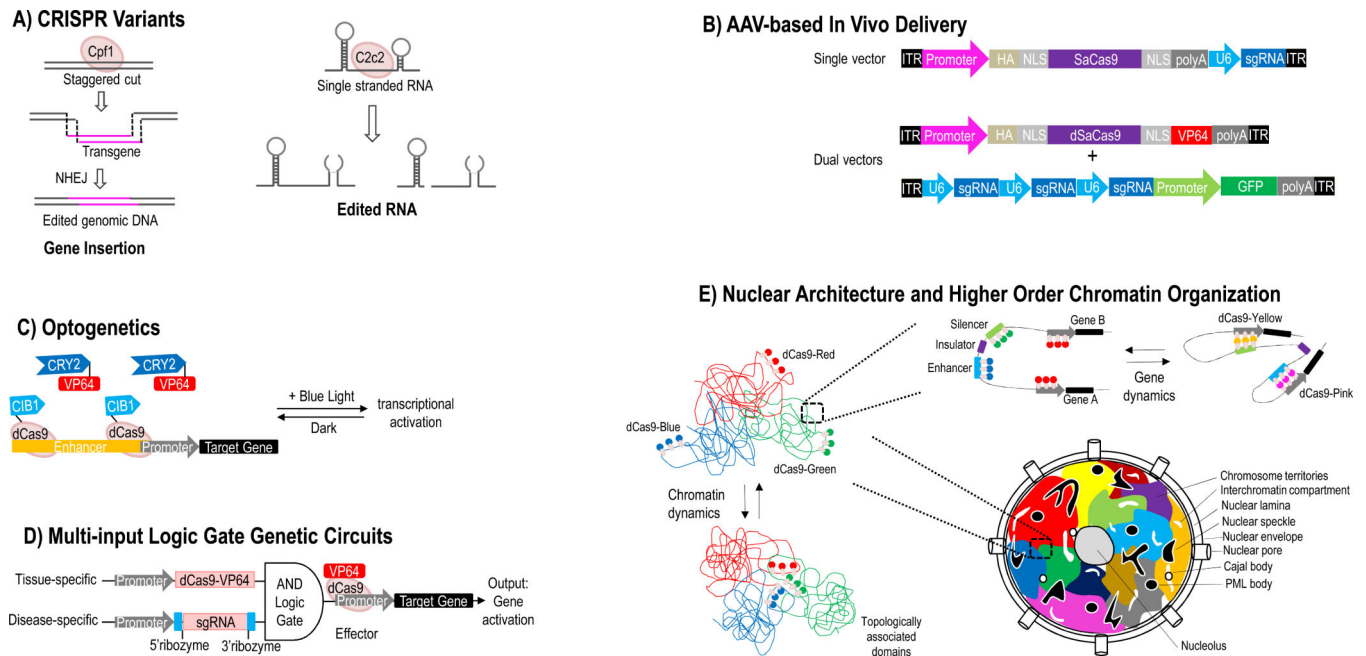 A) CRISPR Variants
Cpf1
Staggered cut
Transgene
NHEJ
Edited genomic DNA
Gene Insertion
C2c2
Single stranded RNA
Edited RNA
B) AAV-based In Vivo Delivery
Single vector
ITR Promoter HA NLS SaCas9 NLS polyA U6 sgRNA ITR
Dual vectors
ITR Promoter HA NLS dSaCas9 NLS VP64 polyA ITR
+
ITR U6 sgRNA U6 sgRNA U6 sgRNA Promoter GFP polyA ITR
C) Optogenetics
CRY2 CRY2
VP64 VP64
CIB1 CIB1
dCas9 dCas9
Enhancer Promoter Target Gene
+ Blue Light
Dark
transcriptional
activation
D) Multi-input Logic Gate Genetic Circuits
Tissue-specific Promoter dCas9-VP64
Disease-specific Promoter sgRNA
5'ribozyme 3'ribozyme
AND
Logic
Gate
VP64
dCas9
Promoter Target Gene
Effector
Output:
Gene
activation
E) Nuclear Architecture and Higher Order Chromatin Organization
dCas9-Red
dCas9-Blue
dCas9-Green
Chromatin
dynamics
Topologically
associated
domains
Silencer
Insulator
Enhancer
Gene B
Gene A
Gene
dynamics
dCas9-Yellow
dCas9-Pink
Chromosome territories
Interchromatin compartment
Nuclear lamina
Nuclear speckle
Nuclear envelope
Nuclear pore
Cajal body
PML body
Nucleolus